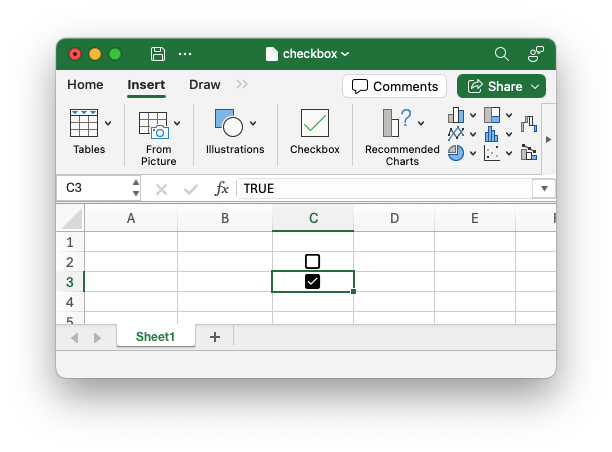 checkbox
Home Insert Draw
Comments
Share
Tables
From Picture
Illustrations
Checkbox
Recommended Charts
?
C3
fx
TRUE
A B C D E
1
2
3
4
5
Sheet1
+